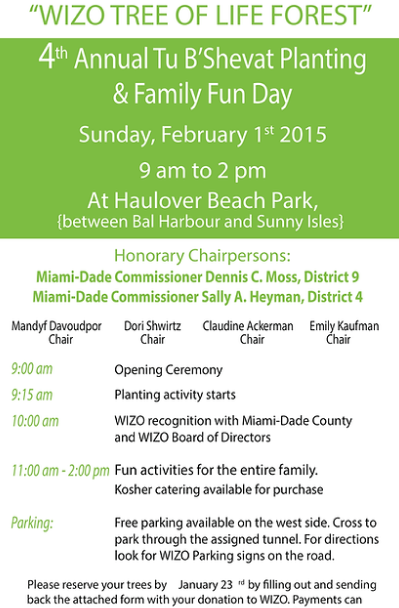 “WIZO TREE OF LIFE FOREST”
4th Annual Tu B’Shevat Planting
& Family Fun Day
Sunday, February 1st 2015
9 am to 2 pm
At Haulover Beach Park,
{between Bal Harbour and Sunny Isles}
Honorary Chairpersons:
Miami-Dade Commissioner Dennis C. Moss, District 9
Miami-Dade Commissioner Sally A. Heyman, District 4
Mandyf Davoudpor Dori Shwirtz Claudine Ackerman Emily Kaufman
Chair Chair Chair Chair
9:00 am Opening Ceremony
9:15 am Planting activity starts
10:00 am WIZO recognition with Miami-Dade County
and WIZO Board of Directors
11:00 am - 2:00 pm Fun activities for the entire family.
Kosher catering available for purchase
Parking: Free parking available on the west side. Cross to
park through the assigned tunnel. For directions
look for WIZO Parking signs on the road.
Please reserve your trees by January 23 rd by filling out and sending
back the attached form with your donation to WIZO. Payments can